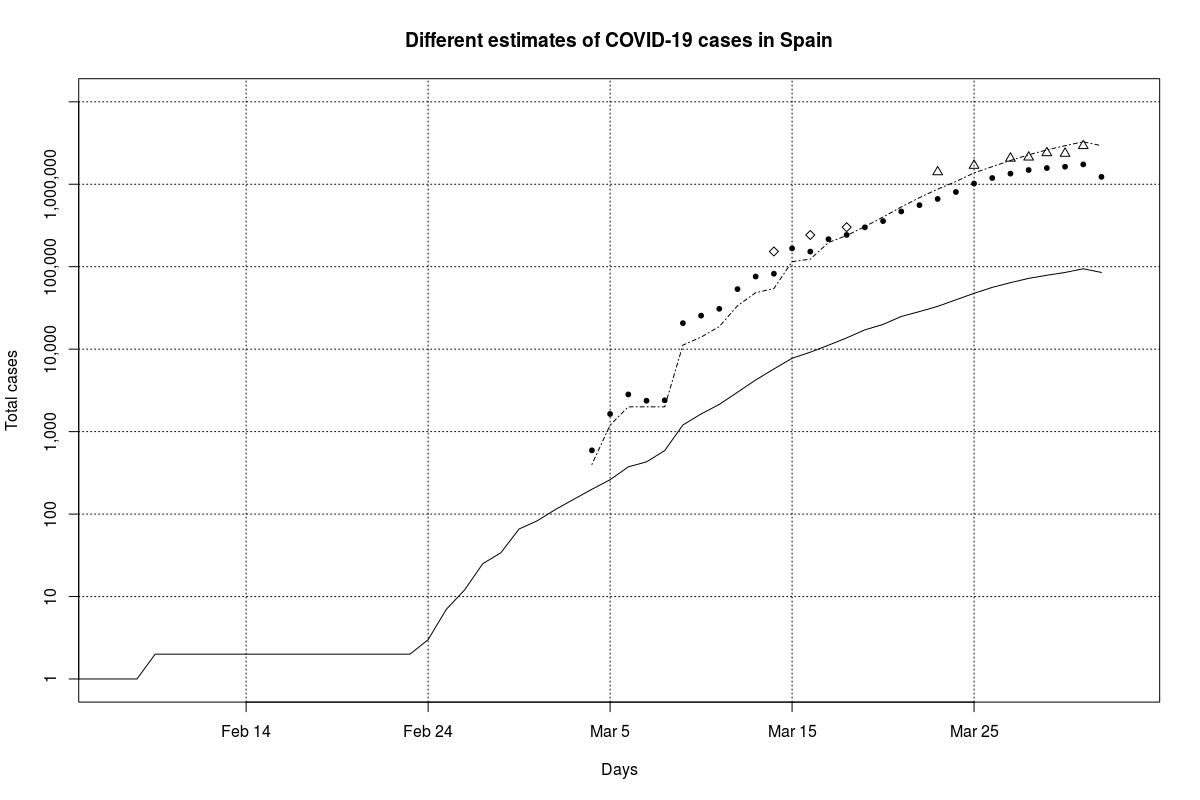 Different estimates of COVID-19 cases in Spain
Total cases
1,000,000
100,000
10,000
1,000
100
10
1
Feb 14
Feb 24
Mar 5
Mar 15
Mar 25
Days